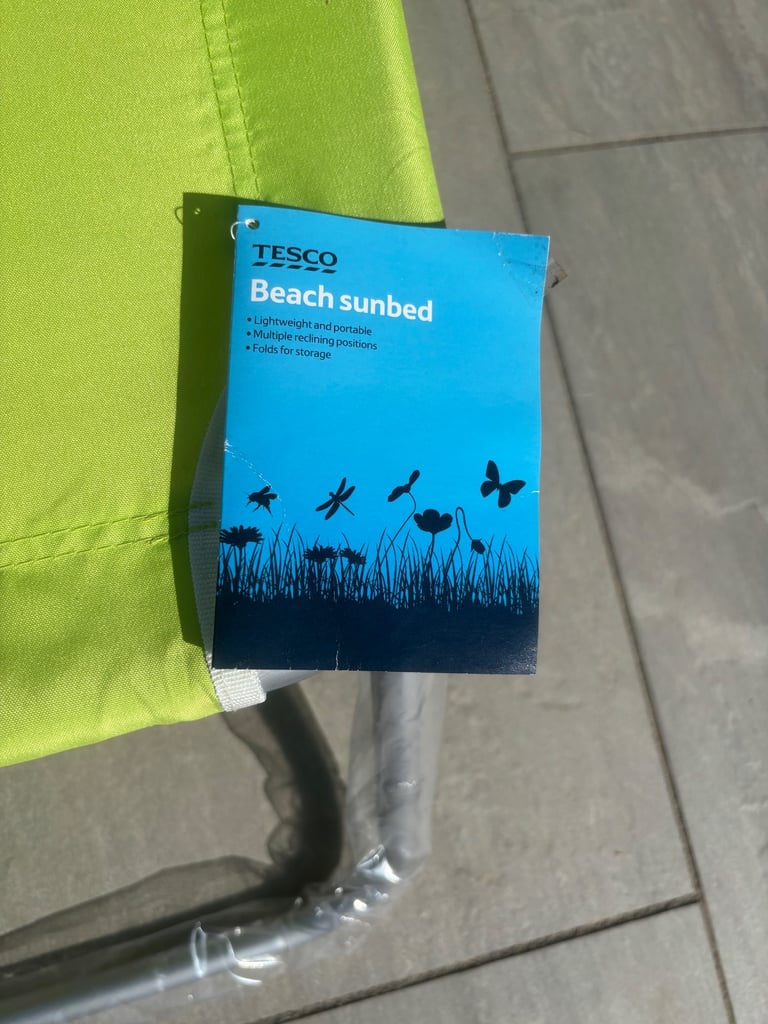 TESCO
Beach sunbed
• Lightweight and portable
• Multiple reclining positions
• Folds for storage